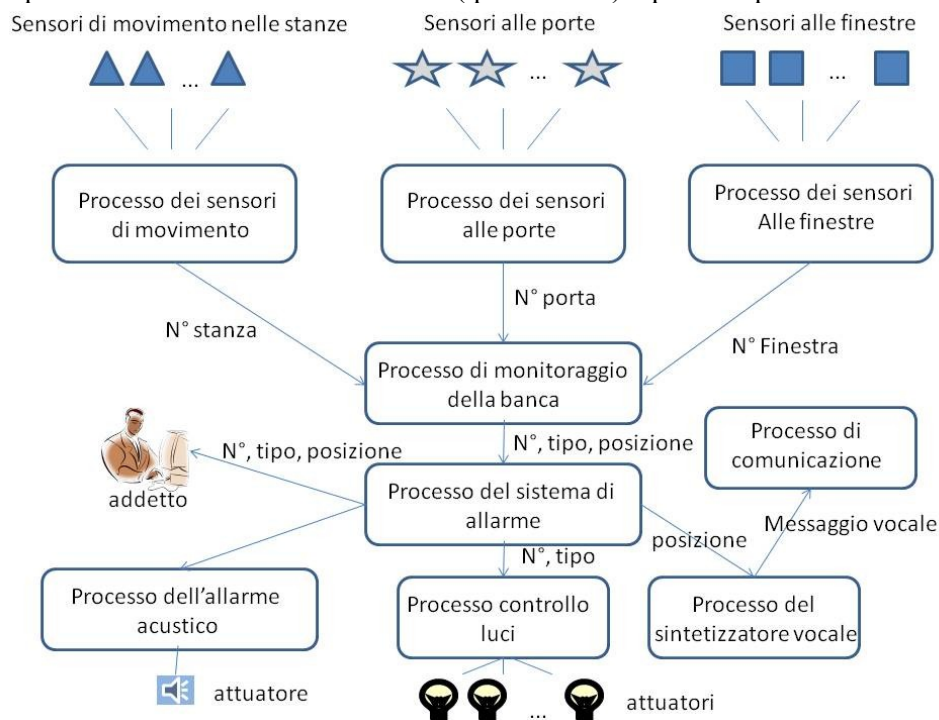 Sensori di movimento nelle stanze
Sensori alle porte
Sensori alle finestre
...
...
...
Processo dei sensori
di movimento
Processo dei sensori
alle porte
Processo dei sensori
Alle finestre
N° porta
N° stanza
N° Finestra
Processo di monitoraggio
della banca
N°, tipo, posizione
N°, tipo, posizione
Processo di
comunicazione
addetto
Processo del sistema di
allarme
Messaggio vocale
posizione
N°, tipo
Processo dell'allarme
acustico
Processo controllo
luci
Processo del
sintetizzatore vocale
attuatore
...
attuatori